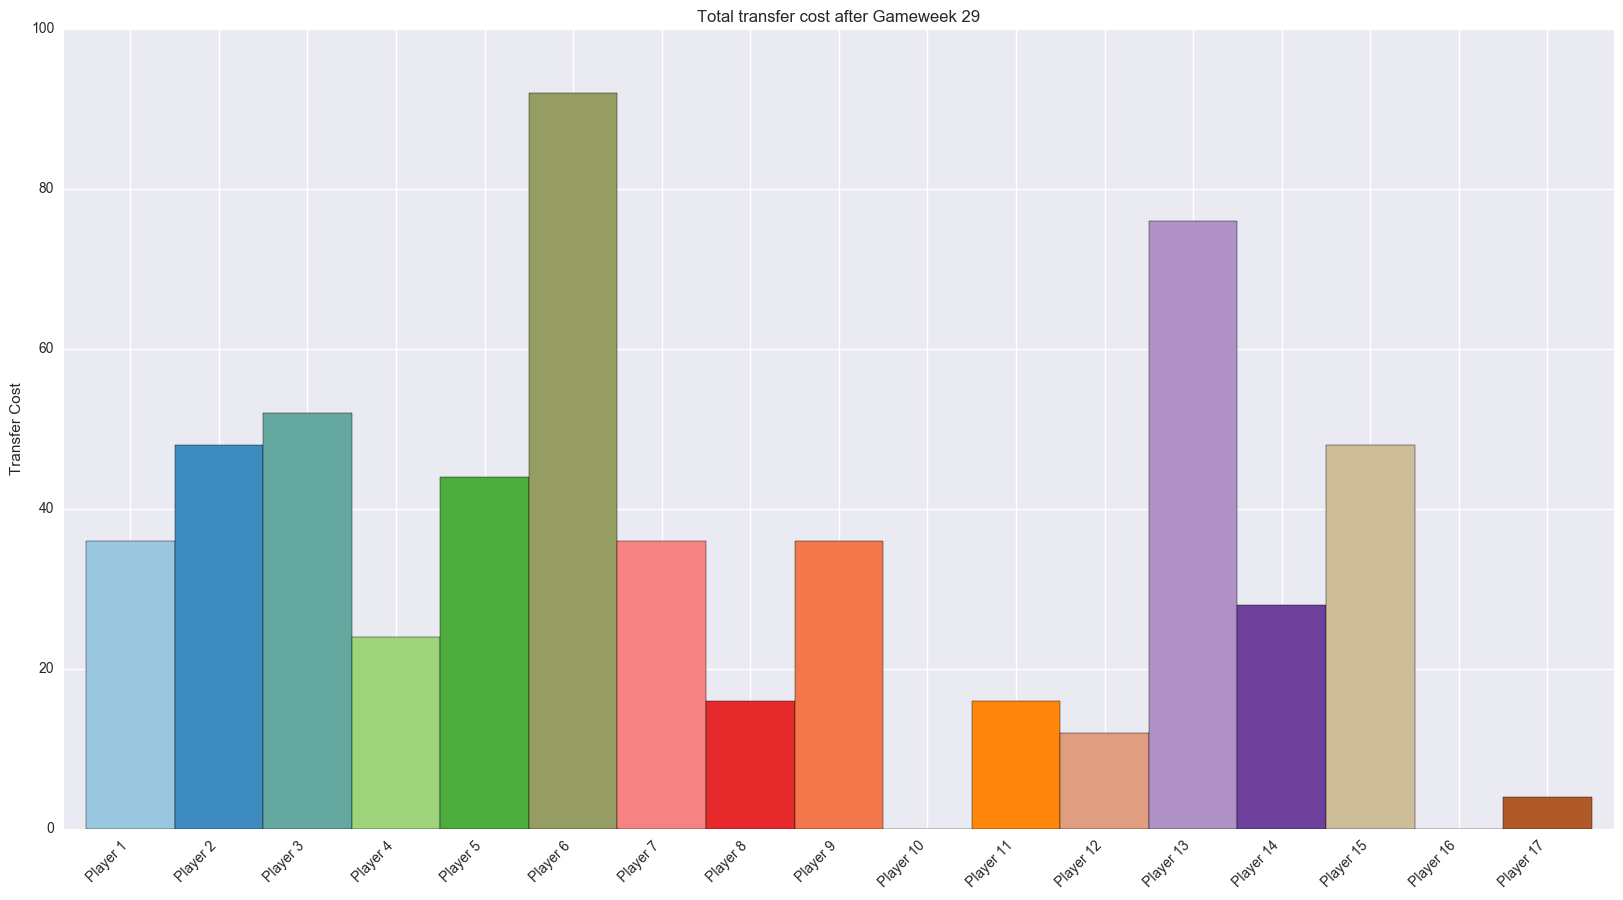 Total transfer cost after Gameweek 29
Transfer Cost
100
80
60
40
20
0
Player 1
Player 2
Player 3
Player 4
Player 5
Player 6
Player 7
Player 8
Player 9
Player 10
Player 11
Player 12
Player 13
Player 14
Player 15
Player 16
Player 17